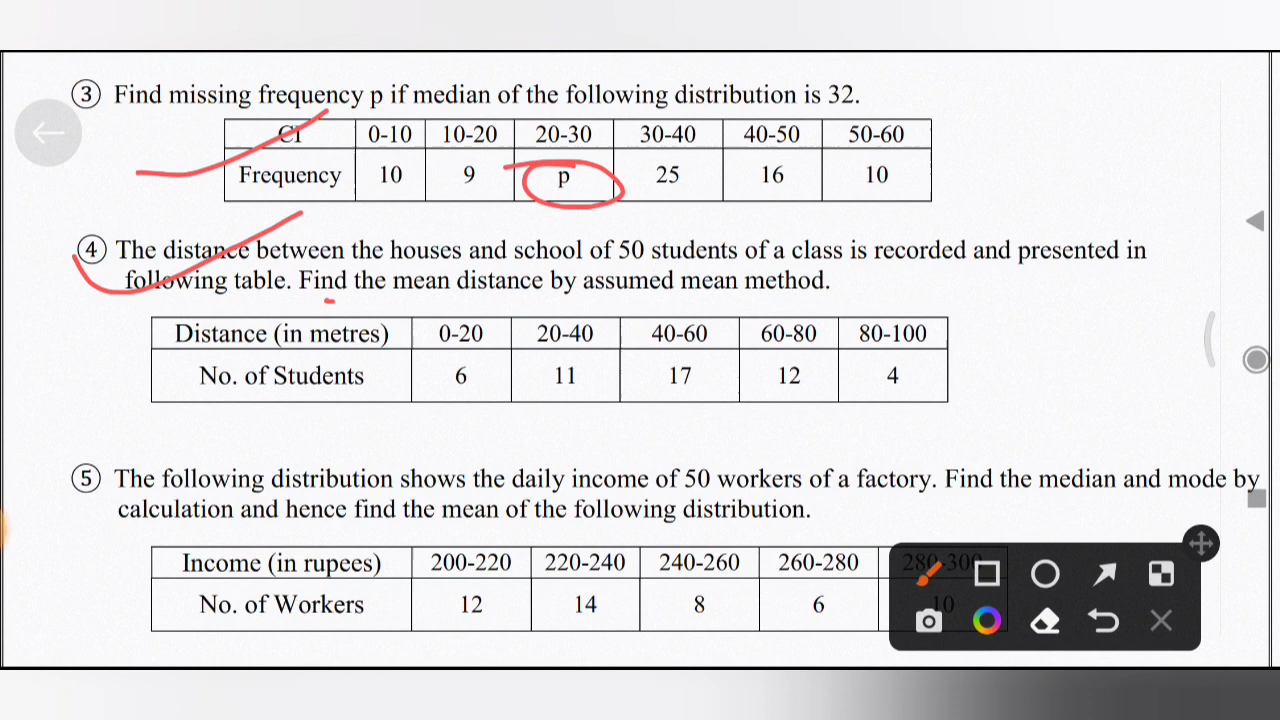 3 Find missing frequency p if median of the following distribution is 32.
CI 0-10 10-20 20-30 30-40 40-50 50-60
Frequency 10 9 p 25 16 10
4 The distance between the houses and school of 50 students of a class is recorded and presented in
following table. Find the mean distance by assumed mean method.
Distance (in metres) 0-20 20-40 40-60 60-80 80-100
No. of Students 6 11 17 12 4
5 The following distribution shows the daily income of 50 workers of a factory. Find the median and mode by
calculation and hence find the mean of the following distribution.
Income (in rupees) 200-220 220-240 240-260 260-280 280-300
No. of Workers 12 14 8 6 10